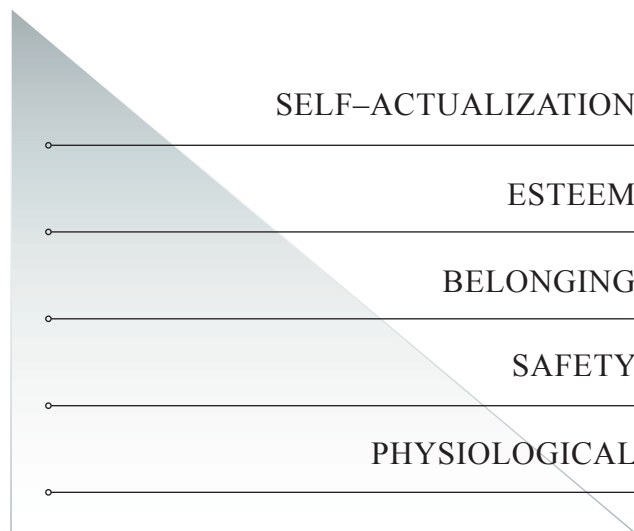 SELF–ACTUALIZATION
ESTEEM
BELONGING
SAFETY
PHYSIOLOGICAL